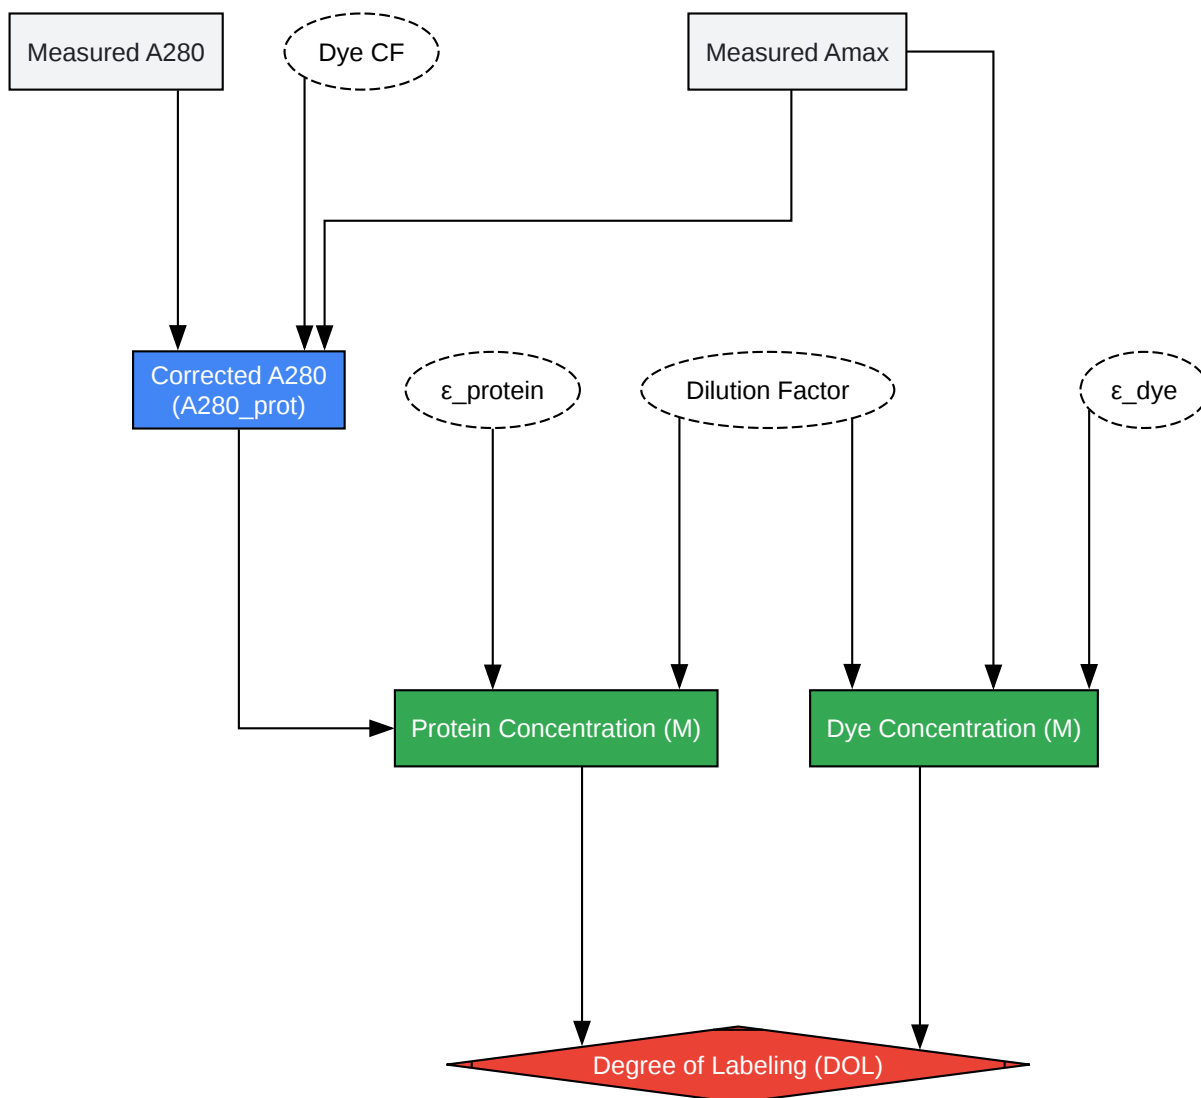 Measured A280
Dye CF
Measured Amax
Corrected A280
(A280_prot)
ε_protein
Dilution Factor
ε_dye
Protein Concentration (M)
Dye Concentration (M)
Degree of Labeling (DOL)